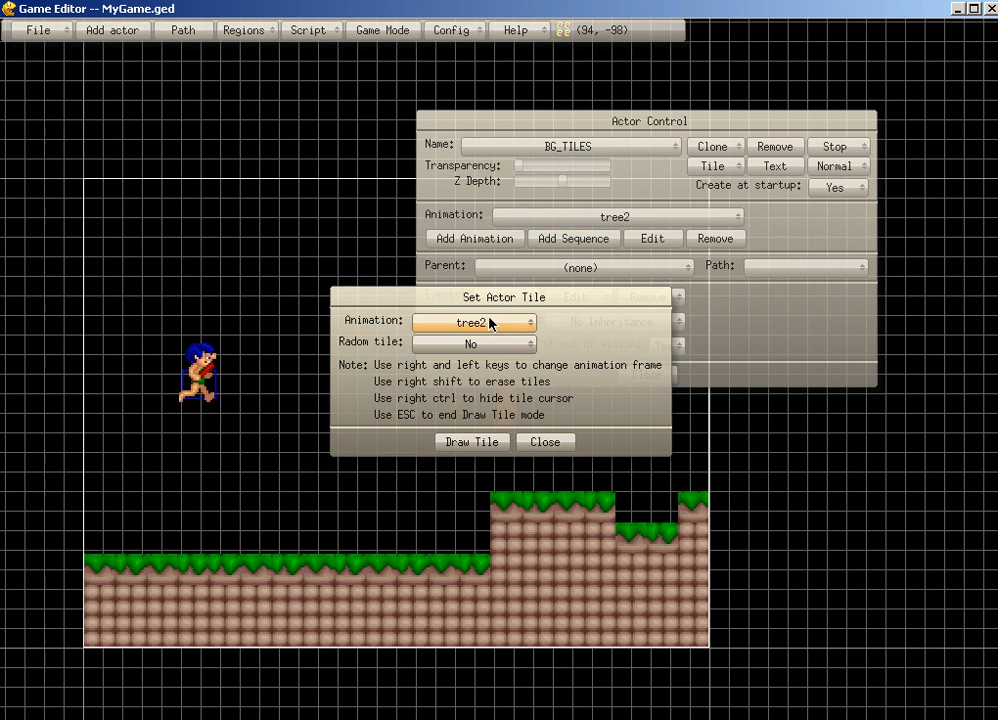 Game Editor -- MyGame.ged
File Add actor Path Regions Script Game Mode Config Help (94, -98)
Actor Control
Name: BG_TILES Clone Remove Stop
Transparency: Tile Text Normal
Z Depth: Create at startup: Yes
Animation: tree2
Add Animation Add Sequence Edit Remove
Parent: (none) Path:
Edit Remove
Set Actor Tile
Animation: tree2
No Inheritance
Radom tile: No
Note: Use right and left keys to change animation frame
Use right shift to erase tiles
Use right ctrl to hide tile cursor
Use ESC to end Draw Tile mode
Draw Tile Close